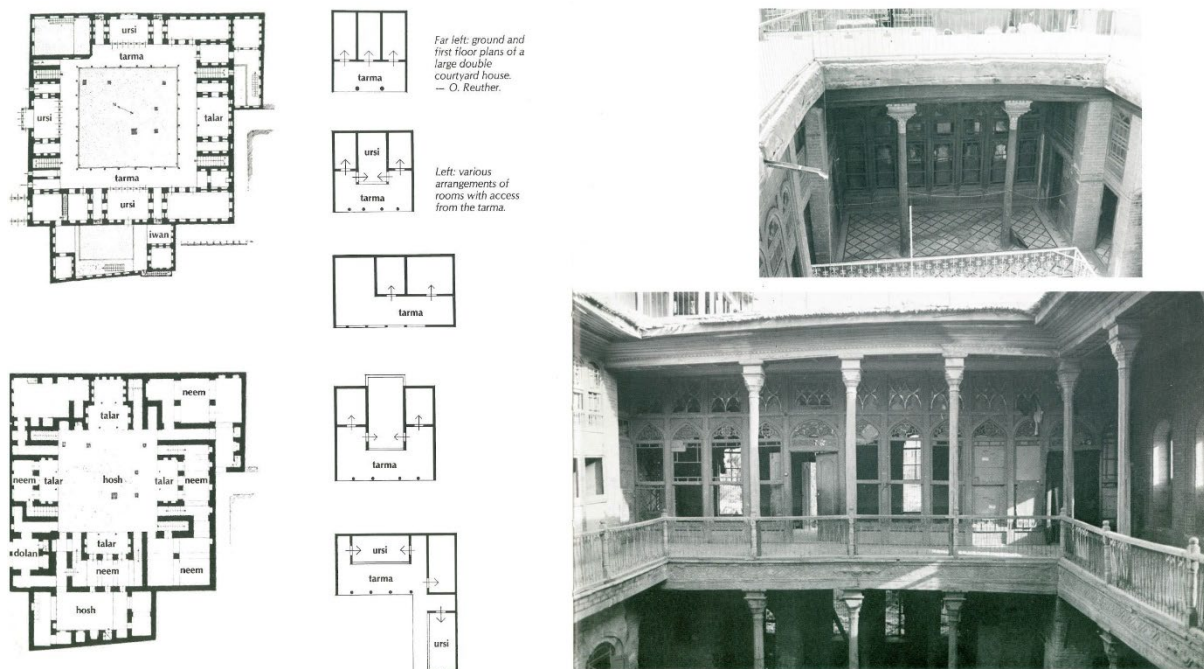 ursi
tarma
ursi
talar
tarma
ursi
iwan
talar
neem
neem
talar
hosh
talar
neem
talar
dolan
neem
neem
hosh
tarma
ursi
tarma
tarma
tarma
ursi
tarma
ursi
Far left: ground and
first floor plans of a
large double
courtyard house.
— O. Reuther.
Left: various
arrangements of
rooms with access
from the tarma.